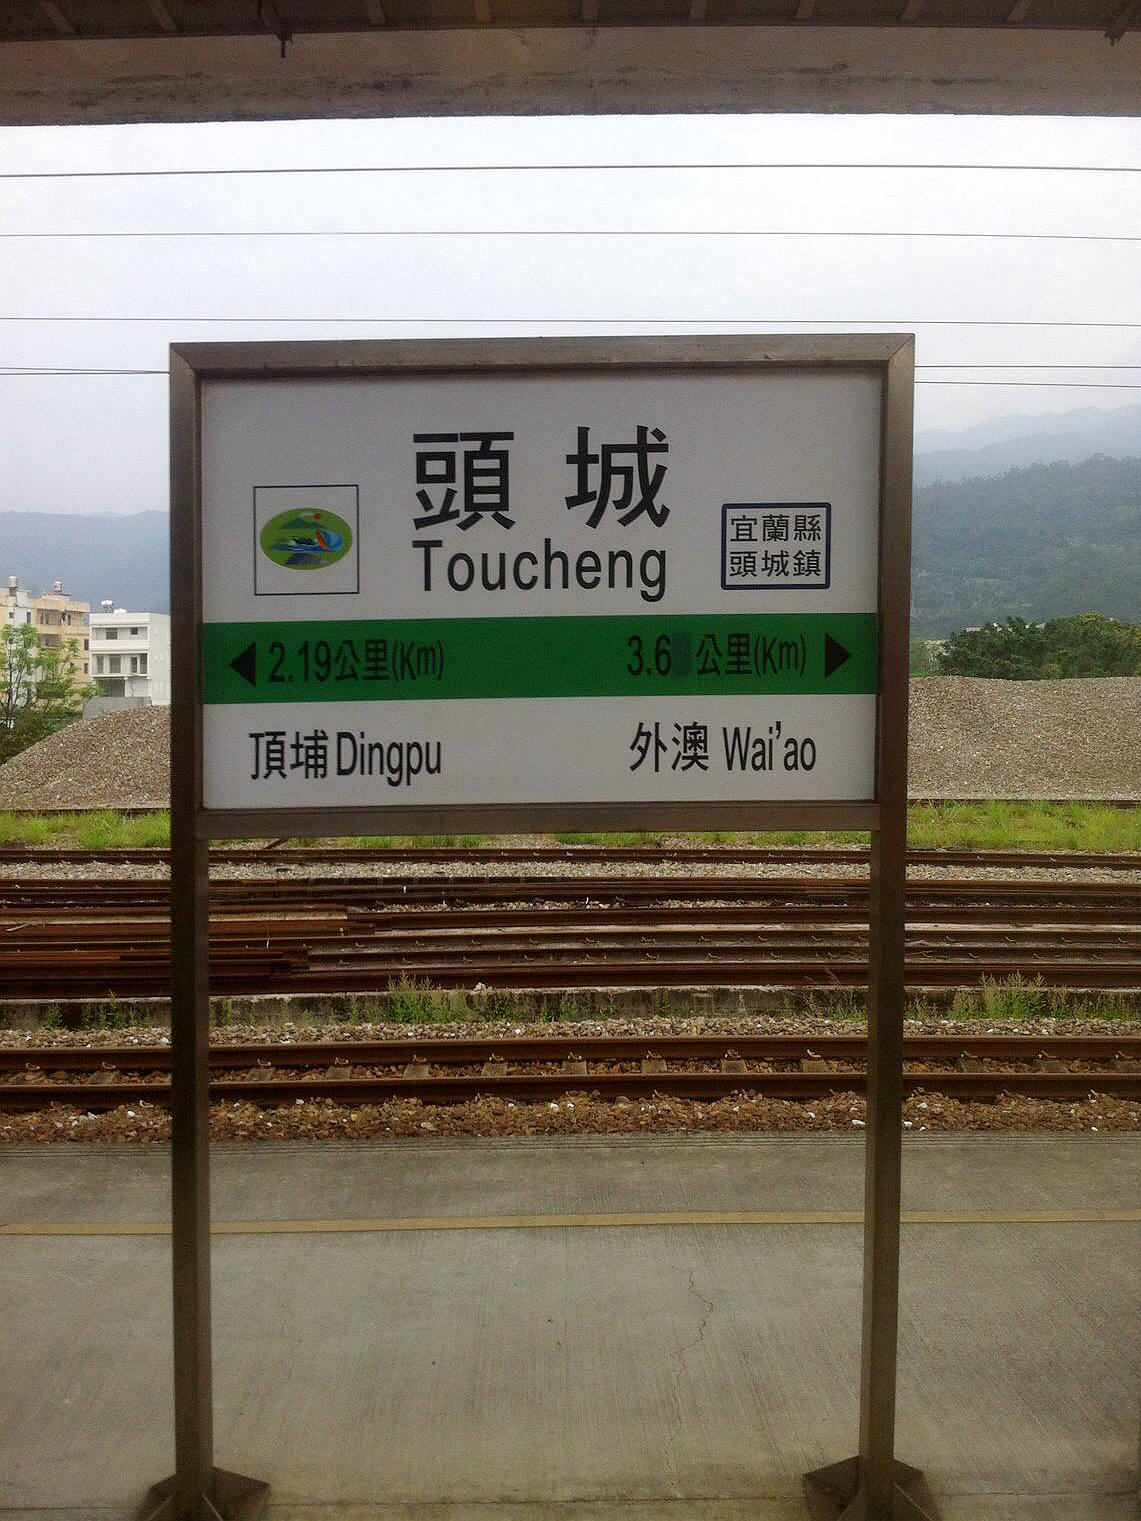 頭城
Toucheng
宜蘭縣
頭城鎮
2.19公里(Km)
公里(Km)
頂埔 Dingpu
外澳 Wai'ao